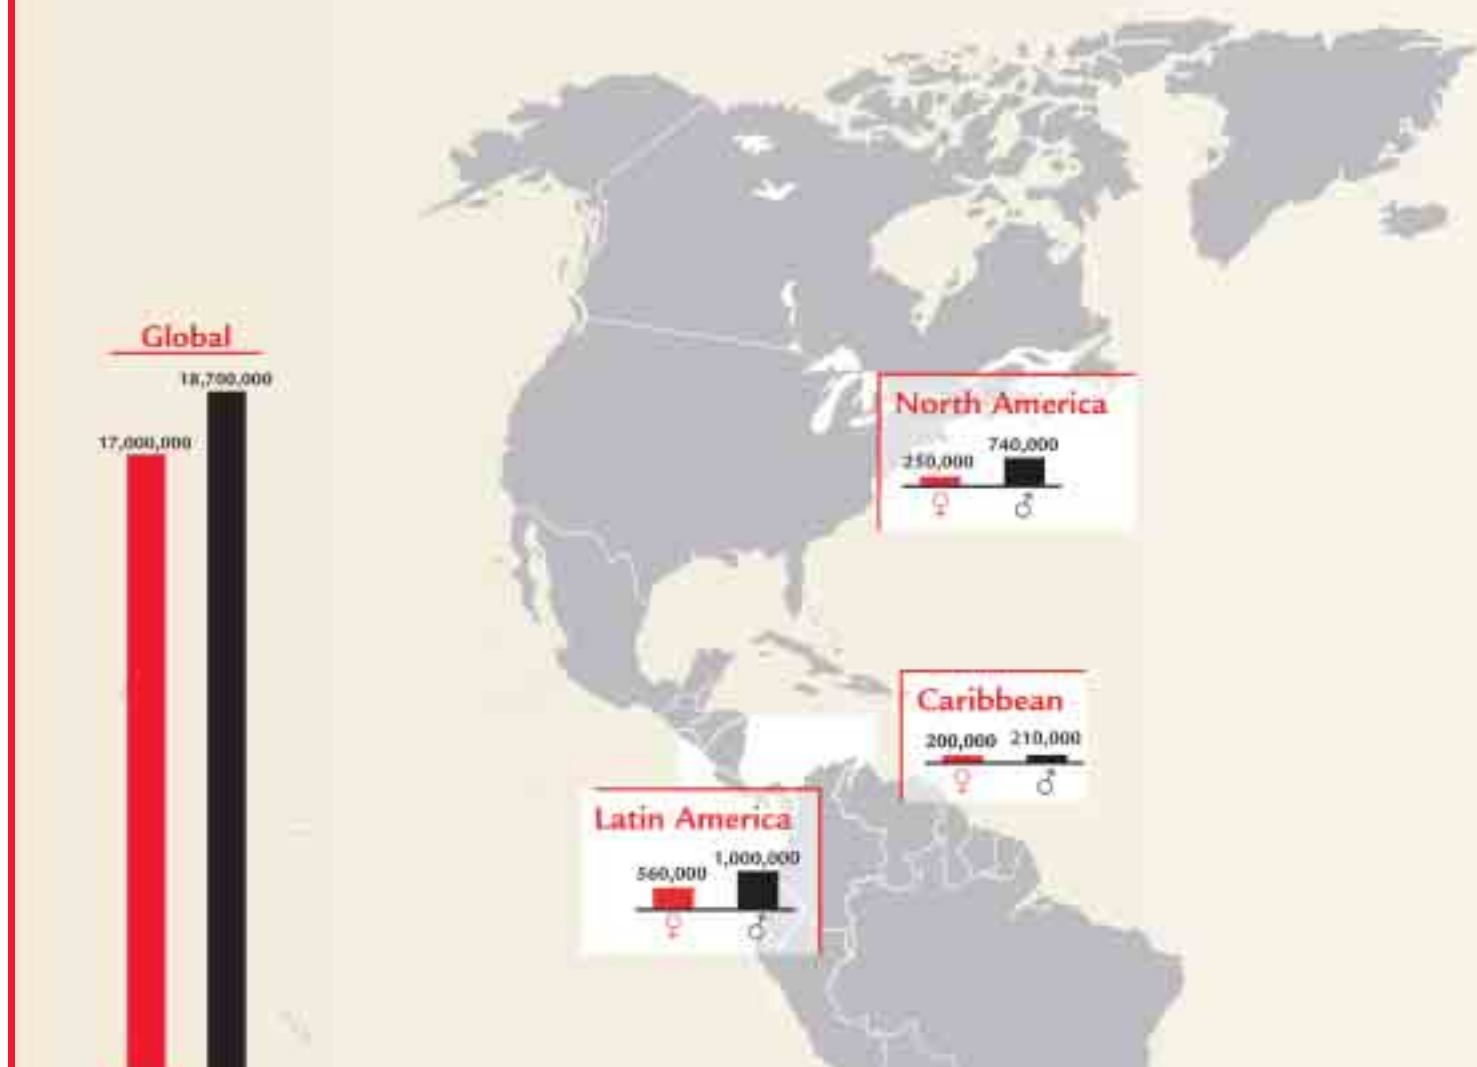 Global
18,700,000
17,000,000
North America
740,000
250,000
♀ ♂
Caribbean
200,000 210,000
♀ ♂
Latin America
1,000,000
560,000
♀ ♂